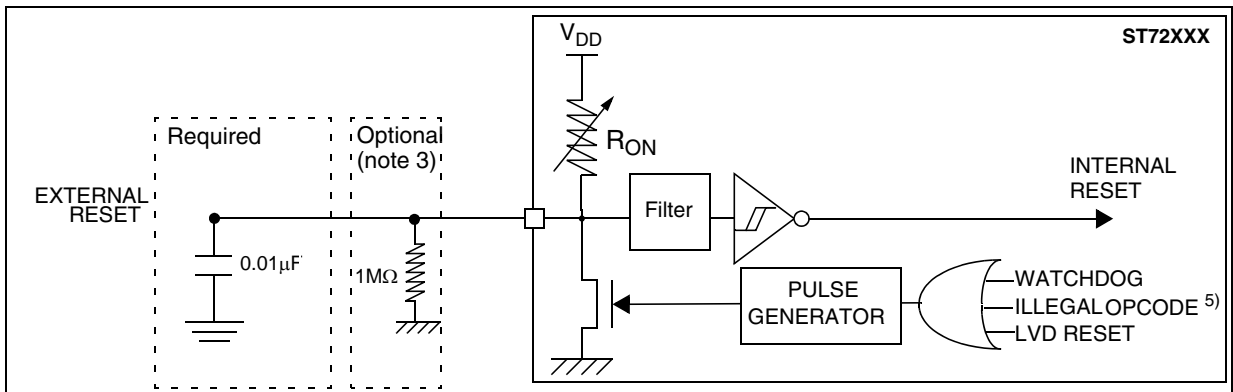 V_DD
ST72XXX
Required
Optional
(note 3)
R_ON
EXTERNAL
RESET
Filter
INTERNAL
RESET
0.01μF
1MΩ
PULSE
GENERATOR
WATCHDOG
ILLEGAL OPCODE 5)
LVD RESET